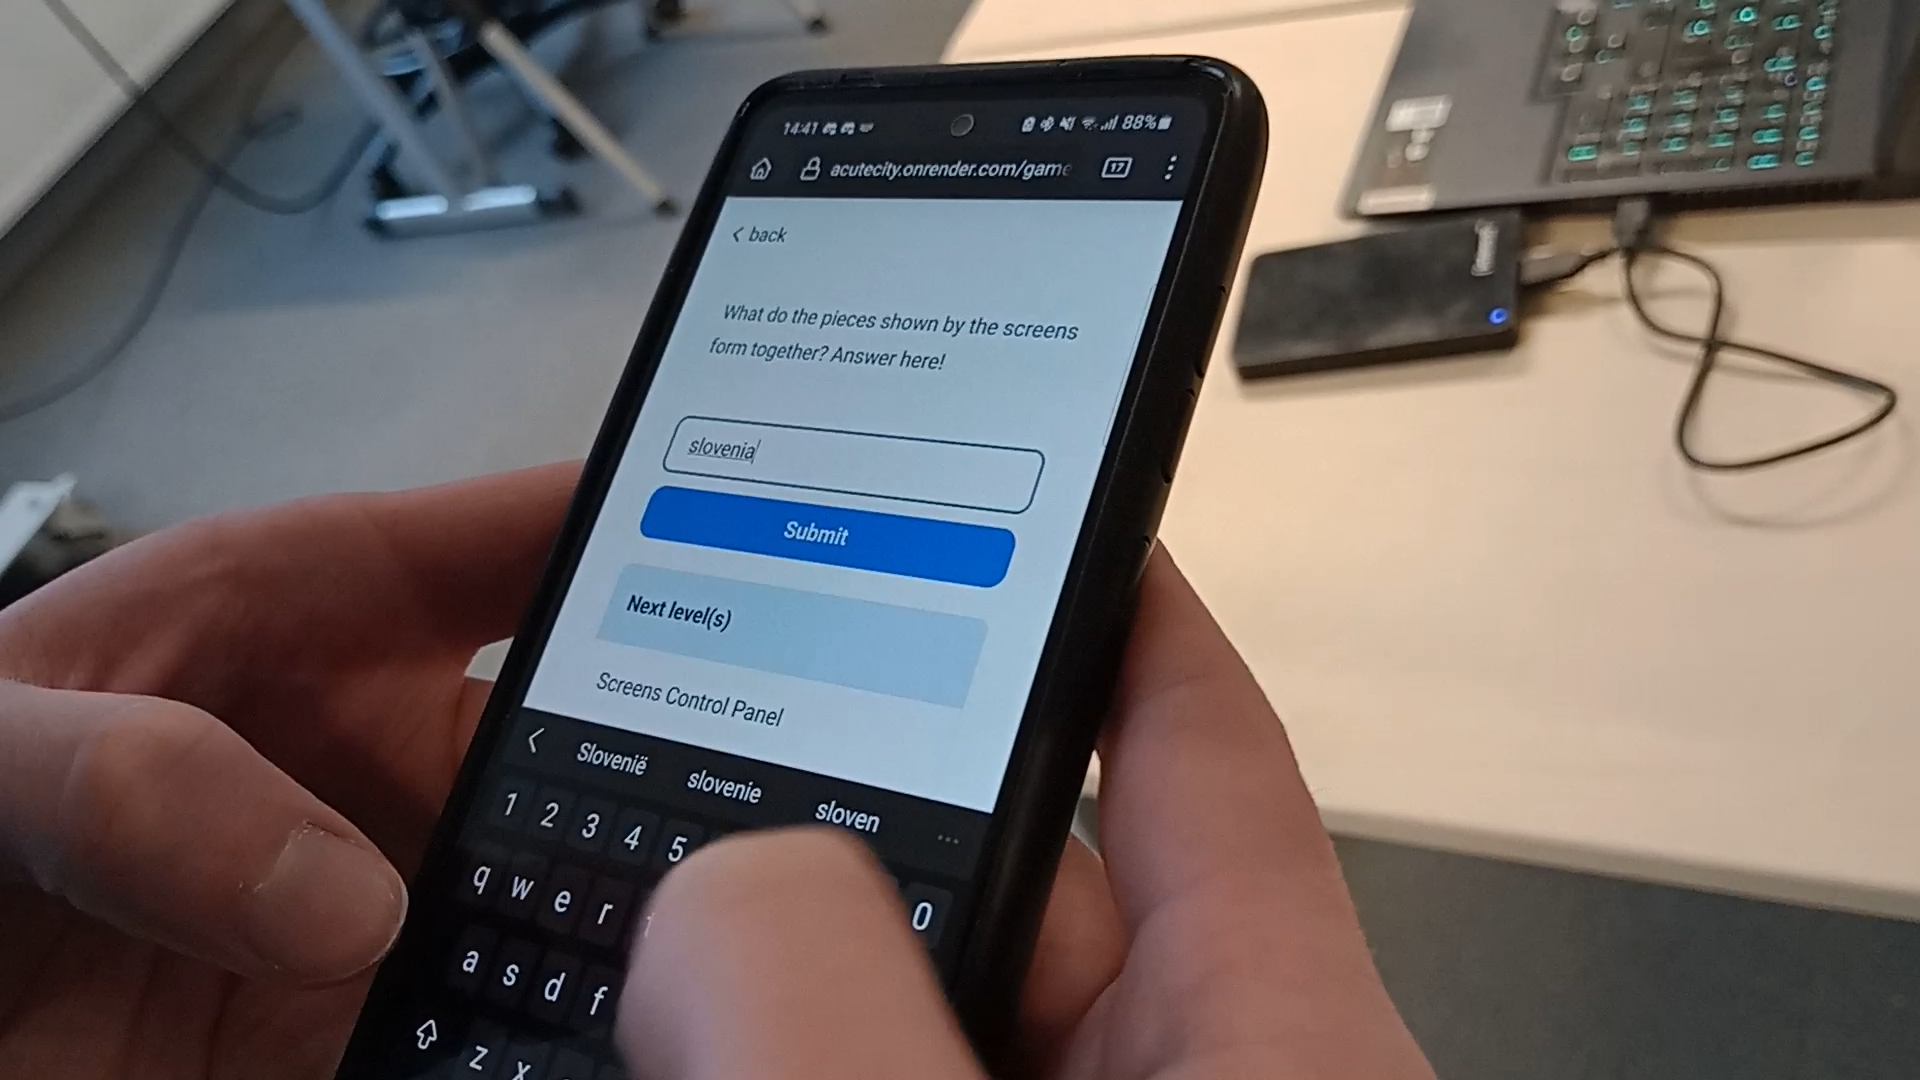 14:41 88%
acutecity.onrender.com/game 17
< back
What do the pieces shown by the screens
form together? Answer here!
slovenia
Submit
Next level(s)
Screens Control Panel
Slovenië slovenie sloven ...
1 2 3 4 5 0
q w e r
a s d f
z x